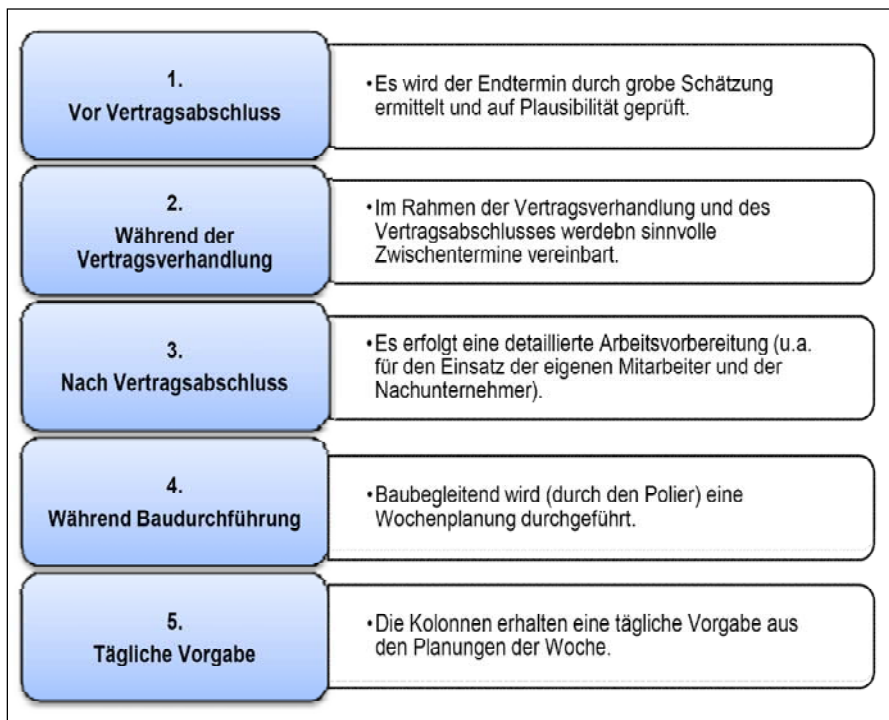 1.
Vor Vertragsabschluss
•Es wird der Endtermin durch grobe Schätzung
ermittelt und auf Plausibilität geprüft.
2.
Während der
Vertragsverhandlung
•Im Rahmen der Vertragsverhandlung und des
Vertragsabschlusses werdebn sinnvolle
Zwischentermine vereinbart.
3.
Nach Vertragsabschluss
•Es erfolgt eine detaillierte Arbeitsvorbereitung (u.a.
für den Einsatz der eigenen Mitarbeiter und der
Nachunternehmer).
4.
Während Baudurchführung
•Baubegleitend wird (durch den Polier) eine
Wochenplanung durchgeführt.
5.
Tägliche Vorgabe
•Die Kolonnen erhalten eine tägliche Vorgabe aus
den Planungen der Woche.